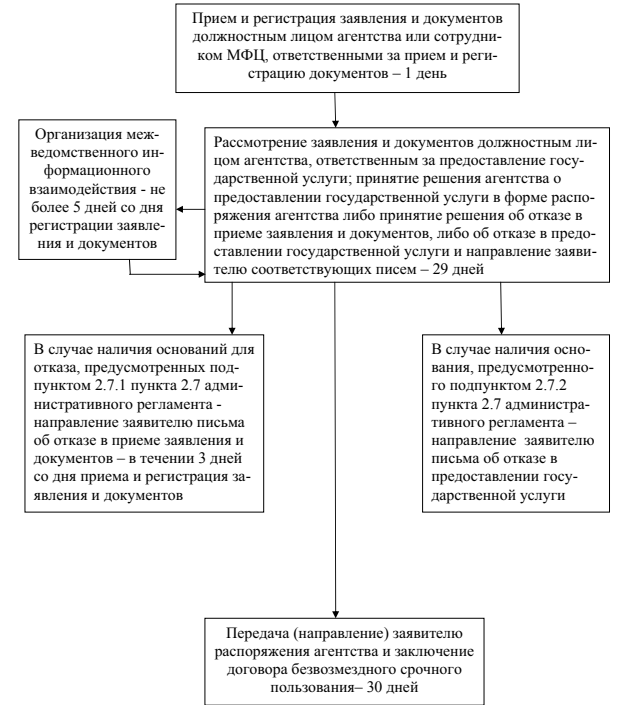 Прием и регистрация заявления и документов
должностным лицом агентства или сотрудни-
ком МФЦ, ответственными за прием и реги-
страцию документов – 1 день
Организация меж-
ведомственного ин-
формационного
взаимодействия - не
более 5 дней со дня
регистрации заявле-
ния и документов
Рассмотрение заявления и документов должностным ли-
цом агентства, ответственным за предоставление госу-
дарственной услуги; принятие решения агентства о
предоставлении государственной услуги в форме распо-
ряжения агентства либо принятие решения об отказе в
приеме заявления и документов, либо об отказе в предо-
ставлении государственной услуги и направление заяви-
телю соответствующих писем – 29 дней
В случае наличия оснований для
отказа, предусмотренных под-
пунктом 2.7.1 пункта 2.7 адми-
нистративного регламента -
направление заявителю письма
об отказе в приеме заявления и
документов – в течении 3 дней
со дня приема и регистрация за-
явления и документов
В случае наличия осно-
вания, предусмотренно-
го подпунктом 2.7.2
пункта 2.7 администра-
тивного регламента –
направление заявителю
письма об отказе в
предоставлении госу-
дарственной услуги
Передача (направление) заявителю
распоряжения агентства и заключение
договора безвозмездного срочного
пользования– 30 дней